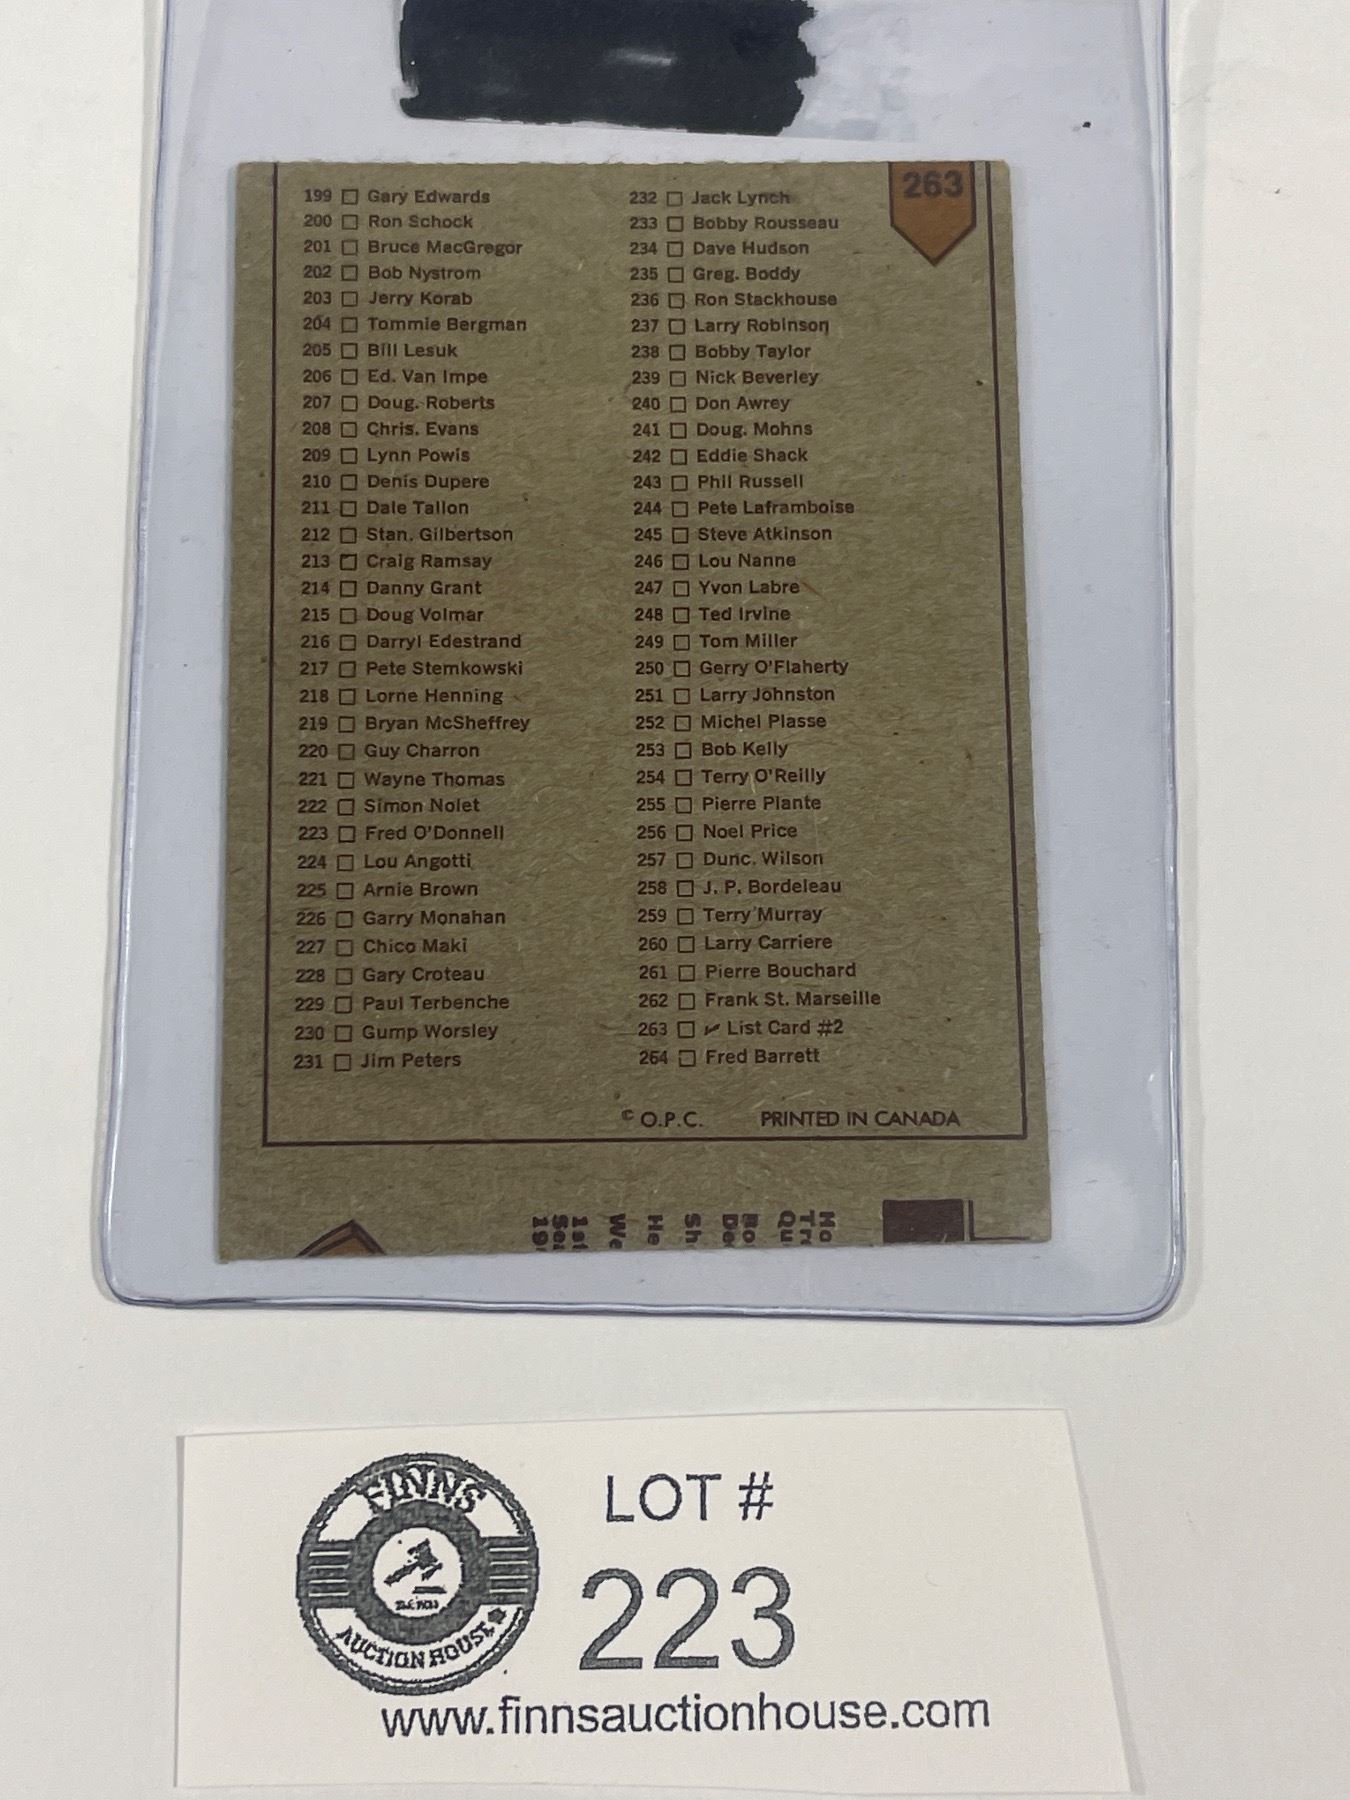 263
199 Gary Edwards
200 Ron Schock
201 Bruce MacGregor
202 Bob Nystrom
203 Jerry Korab
204 Tommie Bergman
205 Bill Lesuk
206 Ed. Van Impe
207 Doug. Roberts
208 Chris. Evans
209 Lynn Powis
210 Denis Dupere
211 Dale Tallon
212 Stan. Gilbertson
213 Craig Ramsay
214 Danny Grant
215 Doug Volmar
216 Darryl Edestrand
217 Pete Stemkowski
218 Lorne Henning
219 Bryan McSheffrey
220 Guy Charron
221 Wayne Thomas
222 Simon Nolet
223 Fred O'Donnell
224 Lou Angotti
225 Arnie Brown
226 Garry Monahan
227 Chico Maki
228 Gary Croteau
229 Paul Terbenche
230 Gump Worsley
231 Jim Peters
232 Jack Lynch
233 Bobby Rousseau
234 Dave Hudson
235 Greg. Boddy
236 Ron Stackhouse
237 Larry Robinson
238 Bobby Taylor
239 Nick Beverley
240 Don Awrey
241 Doug. Mohns
242 Eddie Shack
243 Phil Russell
244 Pete Laframboise
245 Steve Atkinson
246 Lou Nanne
247 Yvon Labre
248 Ted Irvine
249 Tom Miller
250 Gerry O'Flaherty
251 Larry Johnston
252 Michel Plasse
253 Bob Kelly
254 Terry O'Reilly
255 Pierre Plante
256 Noel Price
257 Dunc. Wilson
258 J. P. Bordeleau
259 Terry Murray
260 Larry Carriere
261 Pierre Bouchard
262 Frank St. Marseille
263 ✓ List Card #2
264 Fred Barrett
© O.P.C. PRINTED IN CANADA
FINNS
AUCTION HOUSE
LOT #
223
www.finnsauctionhouse.com